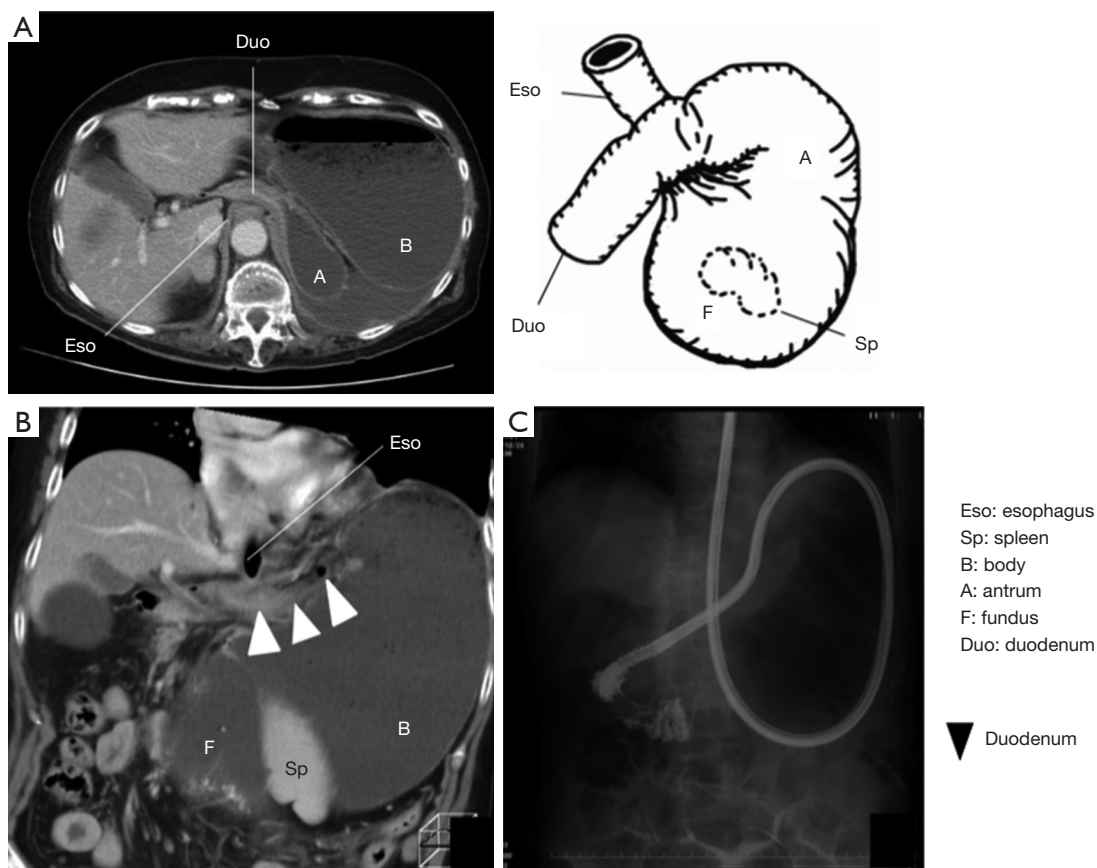 A
Duo
B
A
Eso
Eso
A
F
Duo
Sp
B
Eso
B
F
Sp
C
Eso: esophagus
Sp: spleen
B: body
A: antrum
F: fundus
Duo: duodenum
Duodenum